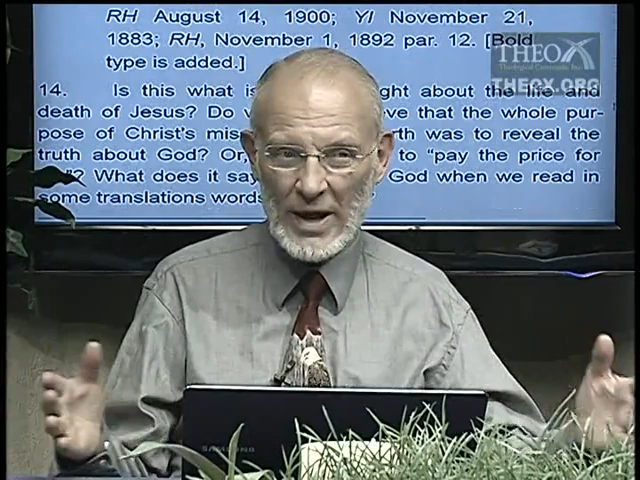 RH August 14, 1900; YI November 21,
1883; RH, November 1, 1892 par. 12. [Bold
type is added.]
THEOX
THEOX.ORG
14. Is this what is ght about the life and
death of Jesus? Do ve that the whole pur-
pose of Christ's mis rth was to reveal the
truth about God? Or, to "pay the price for
"? What does it say God when we read in
some translations words
SAMSUNG